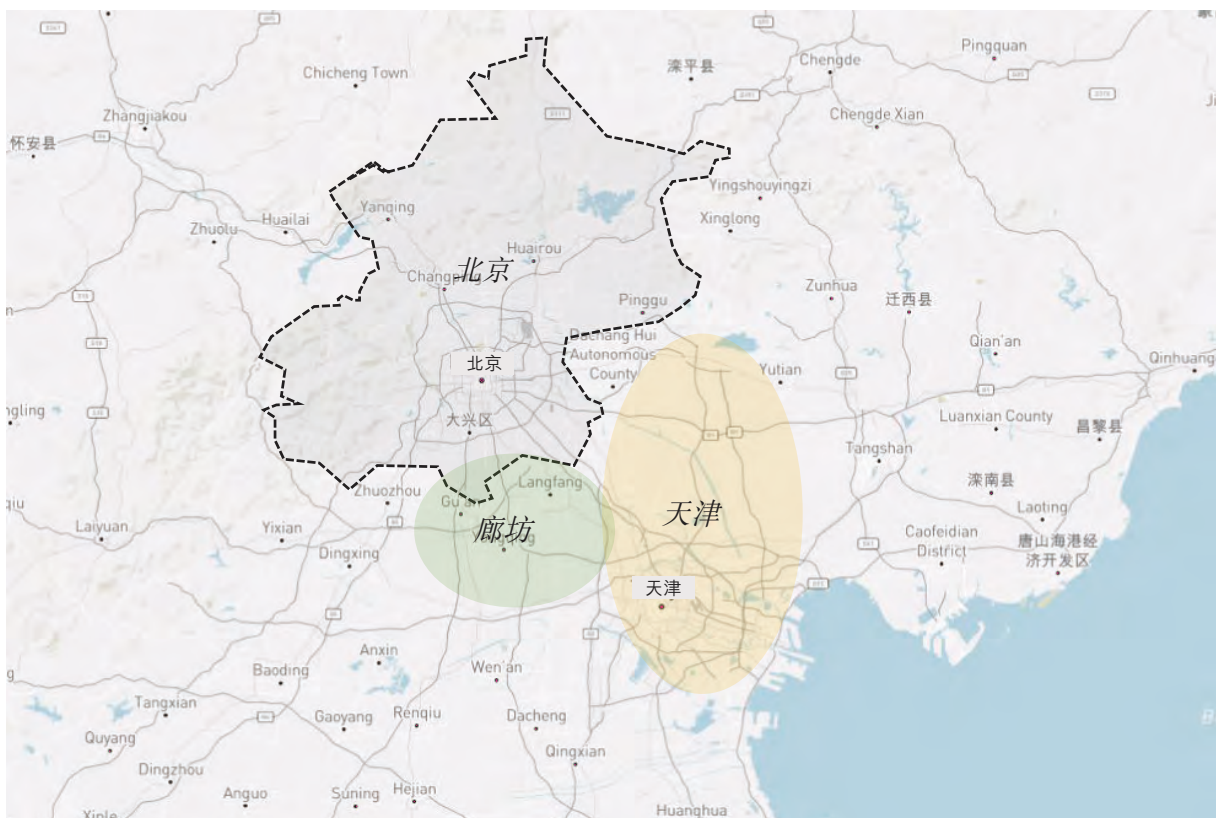 Pingquan
滦平县
Chengde
Chicheng Town
Zhangjiakou
Chengde Xian
怀安县
Yingshouyingzi
Yanqing
Huailai
Xinglong
Zhuolu
Huairou
北京
Changping
Zunhua
迁西县
Pinggu
Dachang Hui
Autonomous
County
Qian'an
北京
Yutian
Qinhuang
Luanxian County
大兴区
昌黎县
Tangshan
滦南县
Langfang
Zhuozhou
Gu'an
Laoting
天津
Laiyuan
Yixian
廊坊
Caofeidian
District
唐山海港经
济开发区
Dingxing
天津
Anxin
Baoding
Wen'an
Tangxian
Gaoyang
Renqiu
Dacheng
Quyang
Qingxian
Dingzhou
Anguo
Suning
Hejian
Huanghua
Xinle